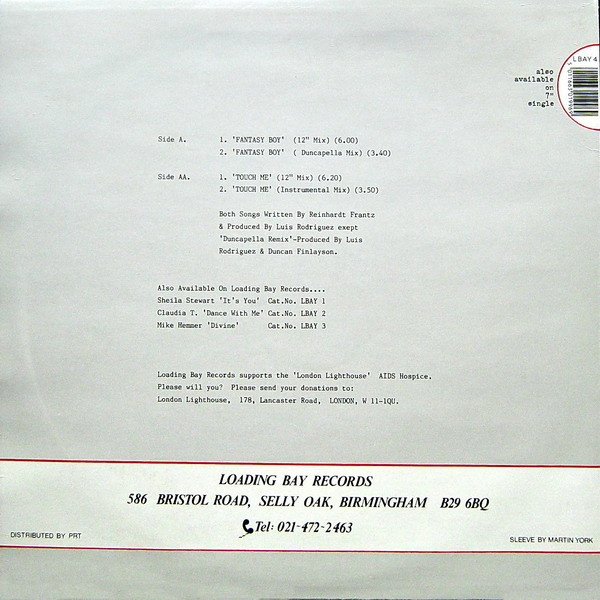 LBAY 4
also
available
on
7"
single
Side A. 1. 'FANTASY BOY' (12" Mix) (6.00)
2. 'FANTASY BOY' ( Duncapella Mix) (3.40)
Side AA. 1. 'TOUCH ME' (12" Mix) (6.20)
2. 'TOUCH ME' (Instrumental Mix) (3.50)
Both Songs Written By Reinhardt Frantz
& Produced By Luis Rodriguez exept
'Duncapella Remix'-Produced By Luis
Rodriguez & Duncan Finlayson.
Also Available On Loading Bay Records....
Sheila Stewart 'It's You' Cat.No. LBAY 1
Claudia T. 'Dance With Me' Cat.No. LBAY 2
Mike Hemmer 'Divine' Cat.No. LBAY 3
Loading Bay Records supports the 'London Lighthouse' AIDS Hospice.
Please will you? Please send your donations to:
London Lighthouse, 178, Lancaster Road, LONDON, W 11-1QU.
LOADING BAY RECORDS
586 BRISTOL ROAD, SELLY OAK, BIRMINGHAM B29 6BQ
Tel: 021-472-2463
DISTRIBUTED BY PRT
SLEEVE BY MARTIN YORK